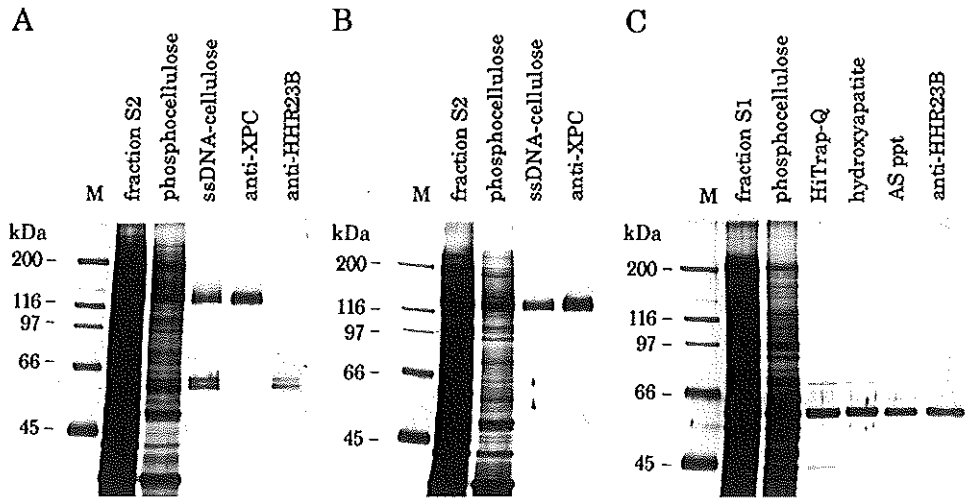 A
M
fraction S2
phosphocellulose
ssDNA-cellulose
anti-XPC
anti-HHR23B
kDa
200 –
116 –
97 –
66 –
45 –
B
M
fraction S2
phosphocellulose
ssDNA-cellulose
anti-XPC
kDa
200 –
116 –
97 –
66 –
45 –
C
M
fraction S1
phosphocellulose
HiTrap-Q
hydroxyapatite
AS ppt
anti-HHR23B
kDa
200 –
116 –
97 –
66 –
45 –